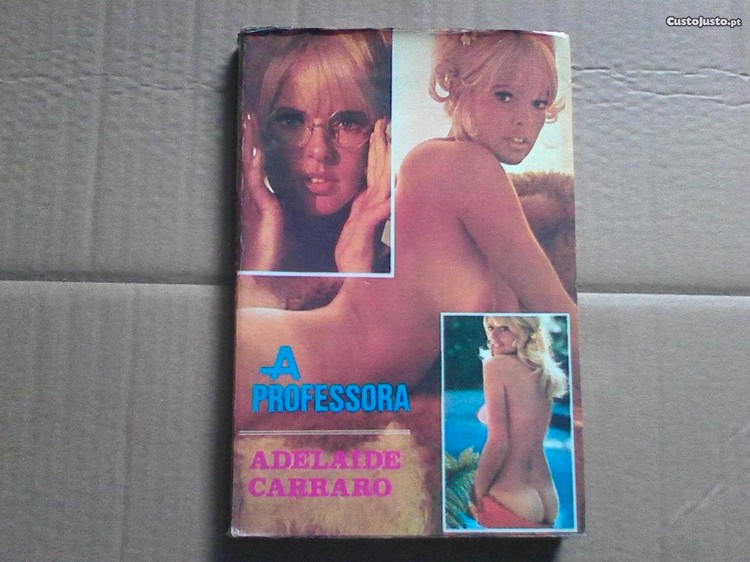 CustoJusto.pt
A
PROFESSORA
ADELAIDE
CARRARO